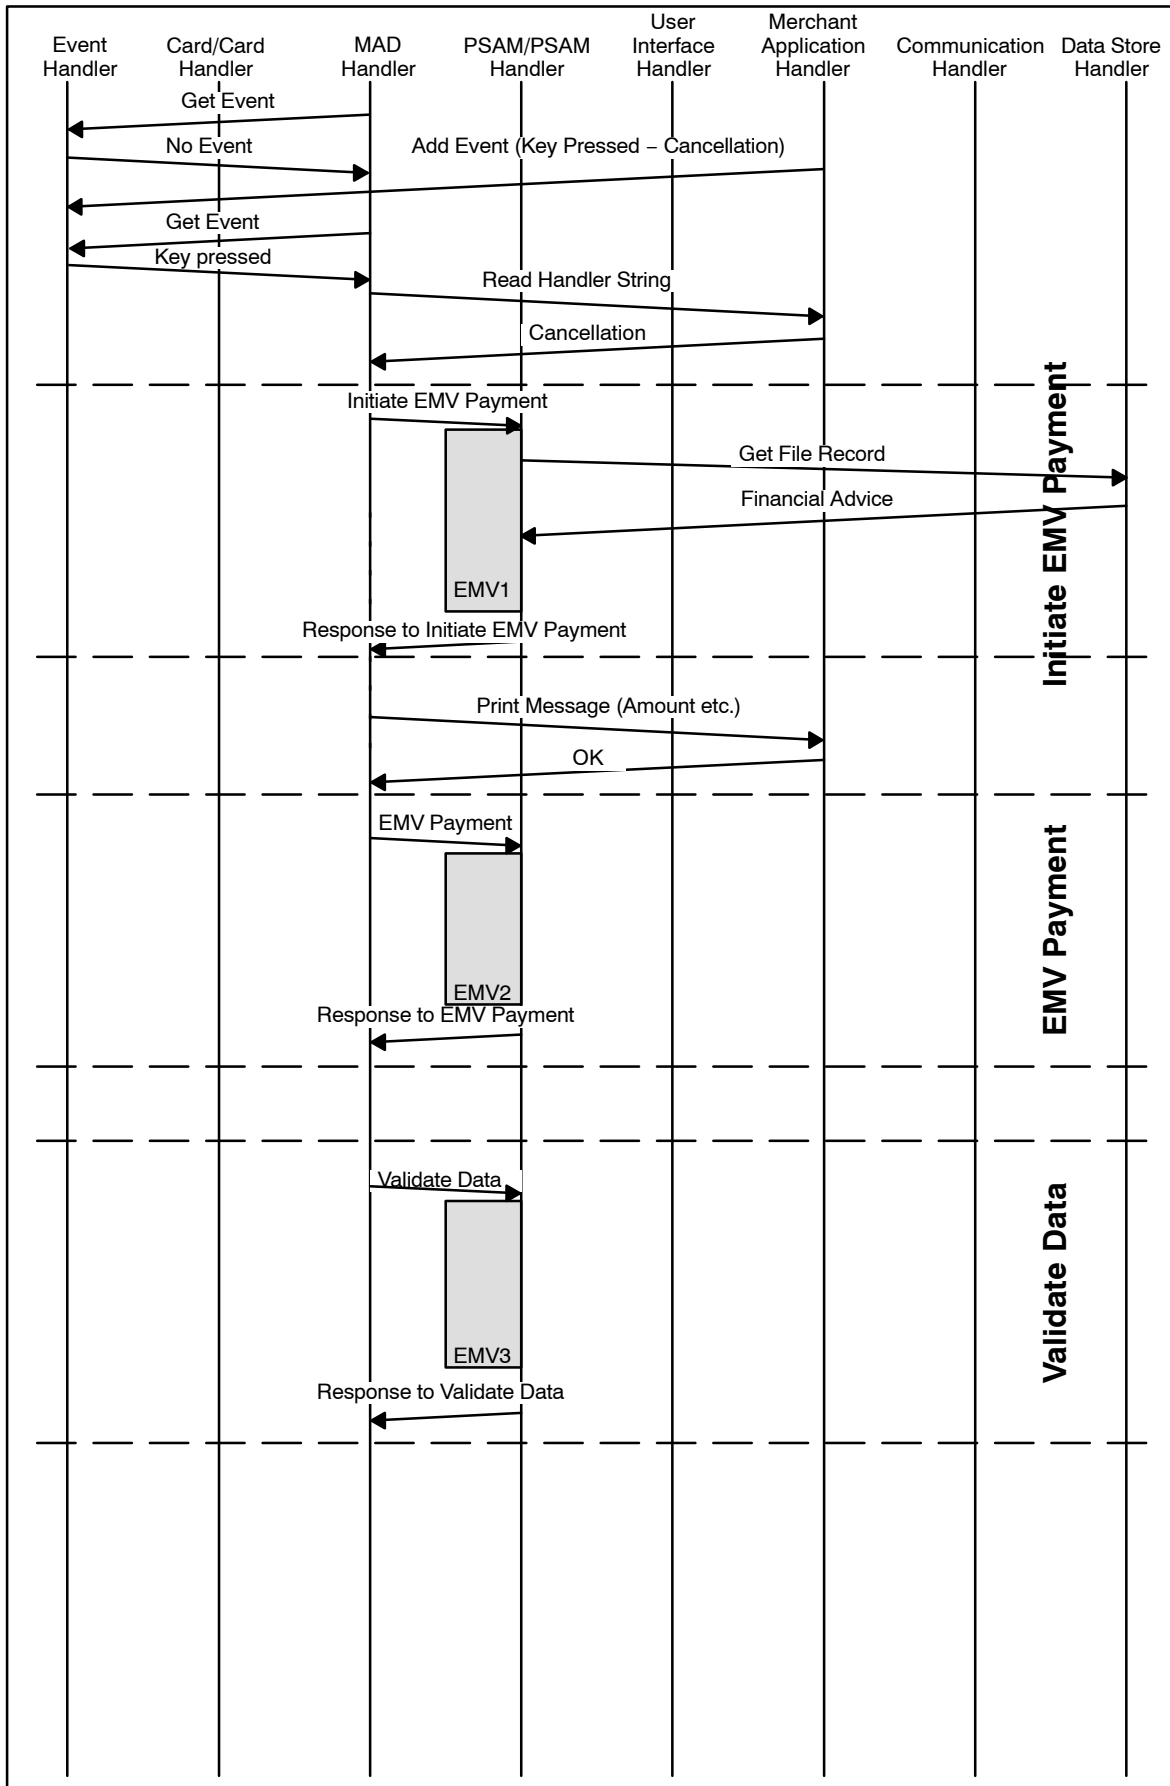 Event
Handler
Card/Card
Handler
MAD
Handler
PSAM/PSAM
Handler
User
Interface
Handler
Merchant
Application
Handler
Communication
Handler
Data Store
Handler
Get Event
No Event
Add Event (Key Pressed – Cancellation)
Get Event
Key pressed
Read Handler String
Cancellation
Initiate EMV Payment
Get File Record
Financial Advice
EMV1
Response to Initiate EMV Payment
Initiate EMV Payment
Print Message (Amount etc.)
OK
EMV Payment
EMV2
Response to EMV Payment
EMV Payment
Validate Data
EMV3
Response to Validate Data
Validate Data